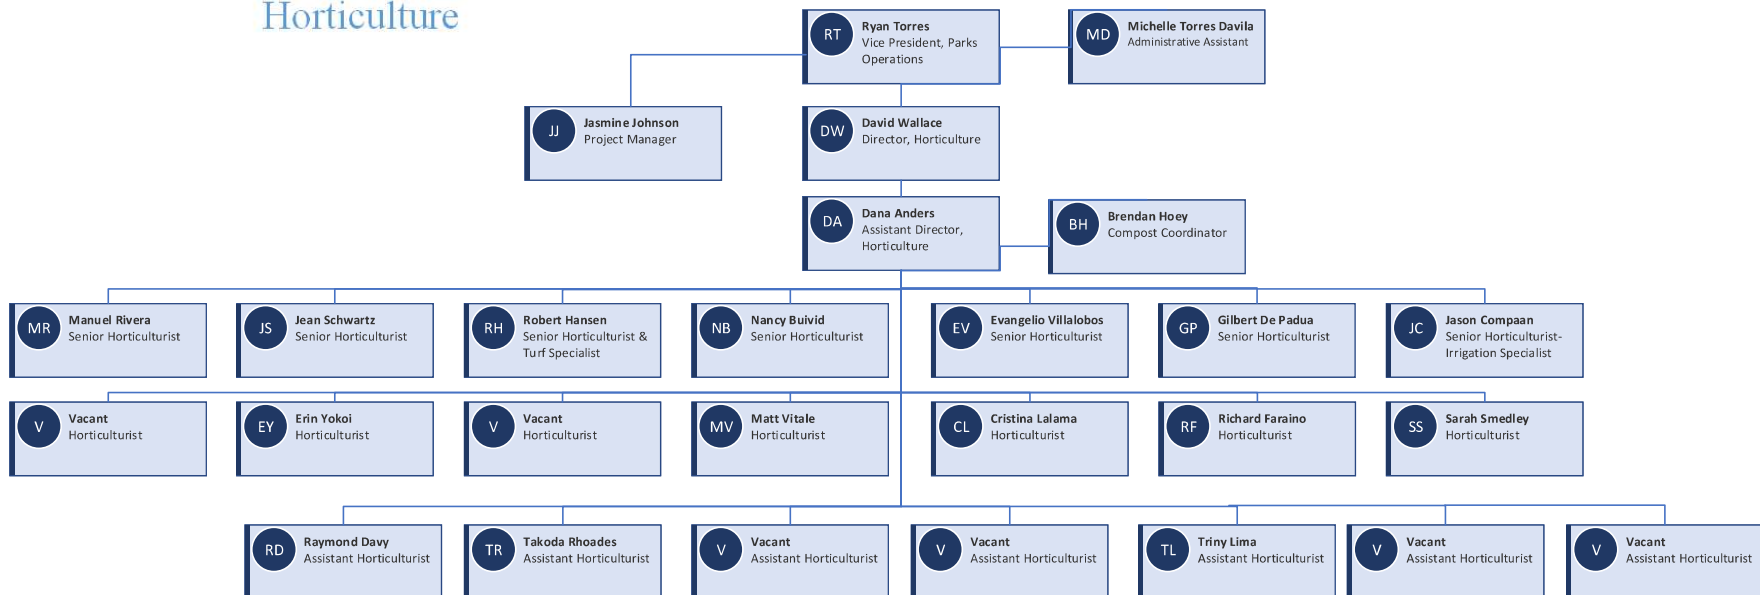 Horticulture
RT
Ryan Torres
Vice President, Parks
Operations
MD
Michelle Torres Davila
Administrative Assistant
JJ
Jasmine Johnson
Project Manager
DW
David Wallace
Director, Horticulture
DA
Dana Anders
Assistant Director,
Horticulture
BH
Brendan Hoey
Compost Coordinator
MR
Manuel Rivera
Senior Horticulturist
JS
Jean Schwartz
Senior Horticulturist
RH
Robert Hansen
Senior Horticulturist &
Turf Specialist
NB
Nancy Buivid
Senior Horticulturist
EV
Evangelio Villalobos
Senior Horticulturist
GP
Gilbert De Padua
Senior Horticulturist
JC
Jason Compaan
Senior Horticulturist-
Irrigation Specialist
V
Vacant
Horticulturist
EY
Erin Yokoi
Horticulturist
V
Vacant
Horticulturist
MV
Matt Vitale
Horticulturist
CL
Cristina Lalama
Horticulturist
RF
Richard Faraino
Horticulturist
SS
Sarah Smedley
Horticulturist
RD
Raymond Davy
Assistant Horticulturist
TR
Takoda Rhoades
Assistant Horticulturist
V
Vacant
Assistant Horticulturist
V
Vacant
Assistant Horticulturist
TL
Triny Lima
Assistant Horticulturist
V
Vacant
Assistant Horticulturist
V
Vacant
Assistant Horticulturist